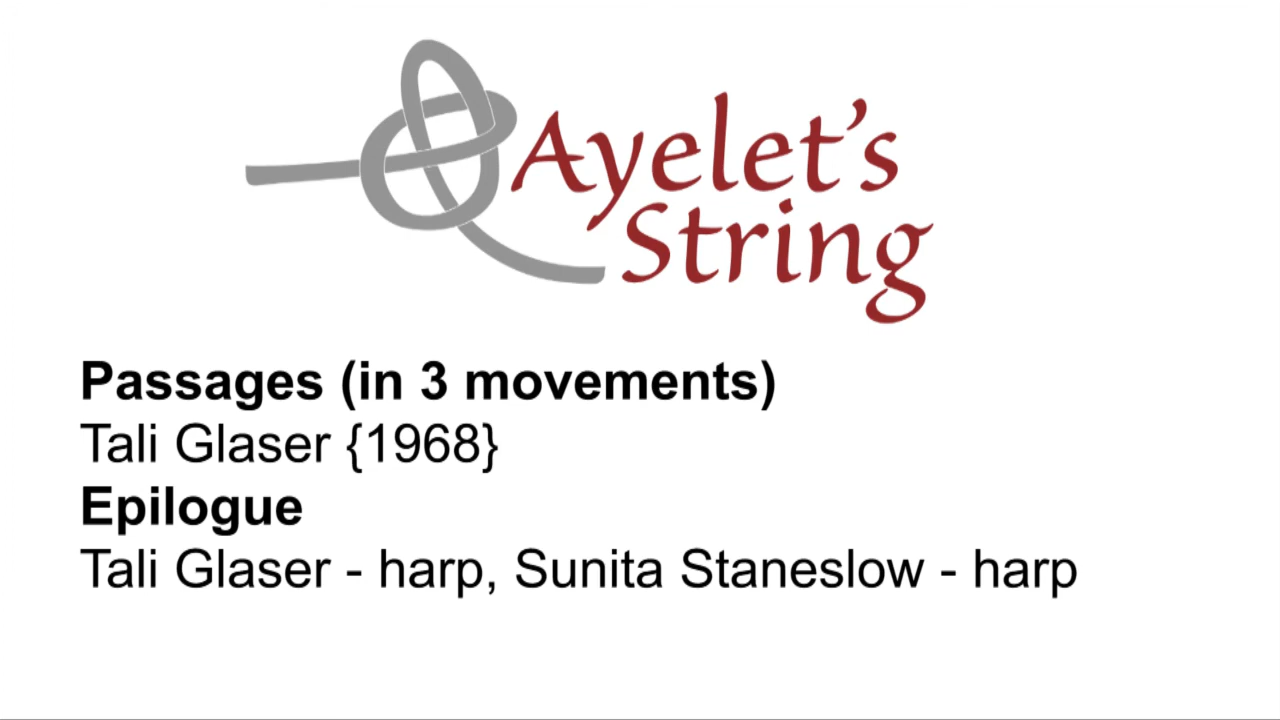 Ayelet's
String
Passages (in 3 movements)
Tali Glaser {1968}
Epilogue
Tali Glaser - harp, Sunita Staneslow - harp